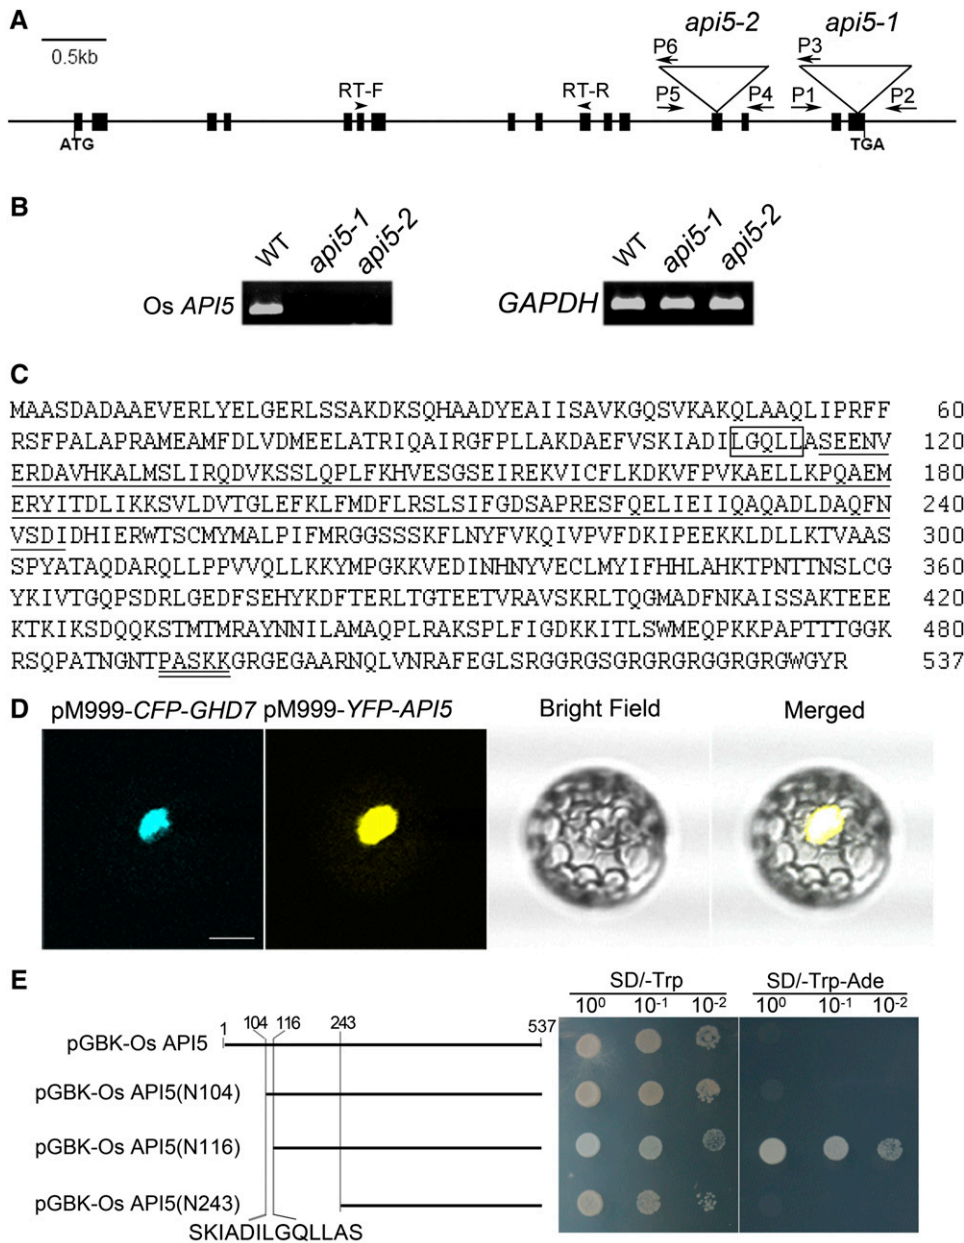 A
0.5kb
api5-2
api5-1
P6
P3
RT-F
RT-R
P5
P4
P1
P2
ATG
TGA
B
WT
api5-1
api5-2
Os API5
WT
api5-1
api5-2
GAPDH
C
MAASDADAAEVERLYELGERLSSAKDKSQHAADYEAIISAVKGQSVKAKQLAAQLIPRFF 60
RSFPALAPRAMEAMFDLVDMEELATRIQAIRGFPLLAKDAEFVSKIADILGQLLASEENV 120
ERDAVHKALMSLIRQDVKSSLQPLFKHVESGSEIREKVICFLKDKVFPVKAELLKPQAEM 180
ERYITDLIKKSVLDVTGLEFKLFMDFLRSLSIFGDSAPRESFQELIEIIQAQADLDAQFN 240
VSDIDHIERWTSCMYMALPIFMRGGSSSKFLNYFVKQIVPVFDKIPEEKKLDLLKTVAAS 300
SPYATAQDARQLLPPVVQLLKKYMPGKKVEDINHNYVECLMYIFHHLAHKTPNTTNSLCG 360
YKIVTGQPSDRLGEDFSEHYKDFTERLTGTEETVRAVSKRLTQGMADFNKAISSAKTEEE 420
KTKIKSDQQKSTMTMRAYNNILAMAQPLRAKSPLFIGDKKITLSWMEQPKKPAPTTTGGK 480
RSQPATNGNTPASKKGRGEGAARNQLVNRAFEGLSRGGRGSGRGRGRGGRGRGWGYR 537
D
pM999-CFP-GHD7 pM999-YFP-API5 Bright Field Merged
E
SD/-Trp SD/-Trp-Ade
10⁰ 10⁻¹ 10⁻² 10⁰ 10⁻¹ 10⁻²
1 104 116 243 537
pGBK-Os API5
pGBK-Os API5(N104)
pGBK-Os API5(N116)
pGBK-Os API5(N243)
SKIADILGQLLAS